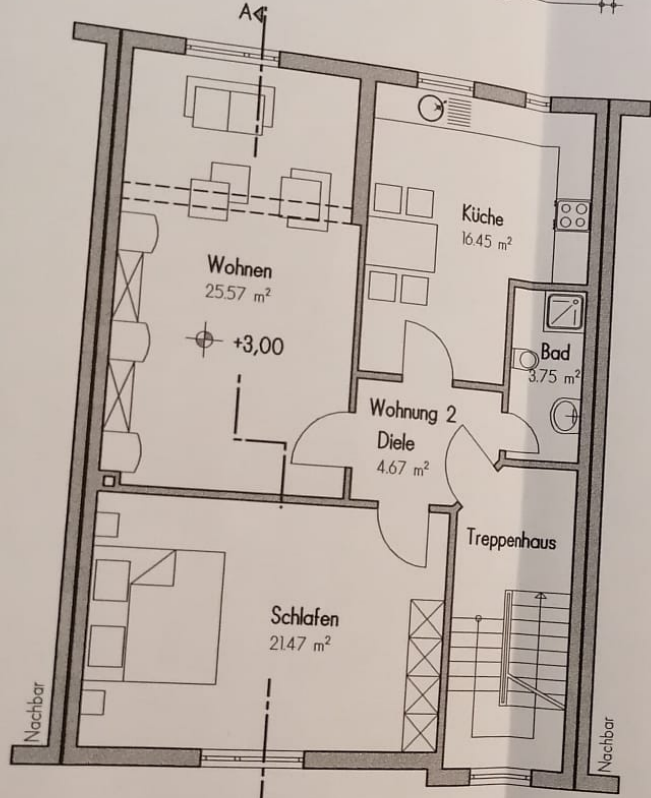 A
Küche
16.45 m²
Wohnen
25.57 m²
+3,00
Bad
3.75 m²
Wohnung 2
Diele
4.67 m²
Treppenhaus
Schlafen
21.47 m²
Nachbar
Nachbar